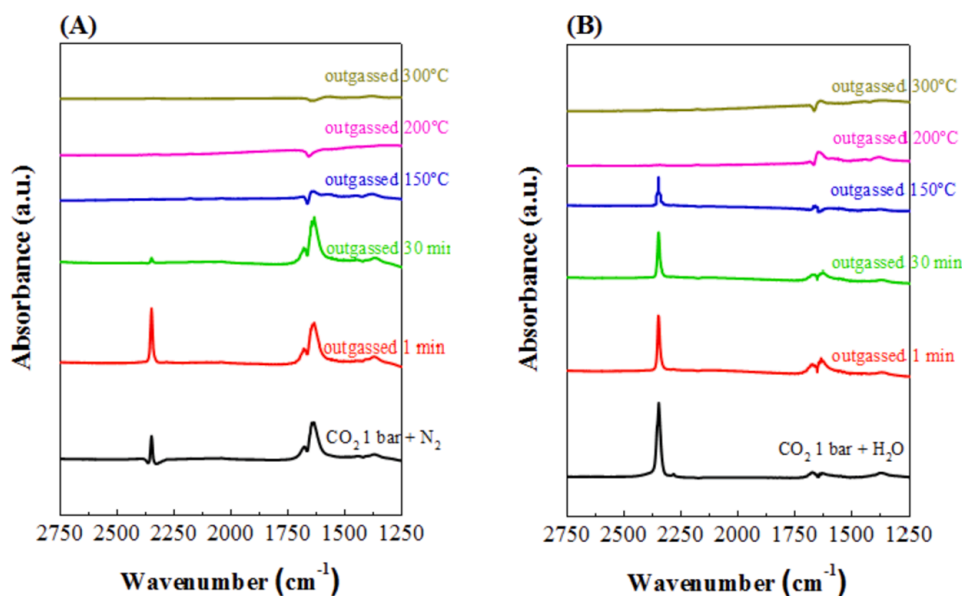 (A)
outgassed 300°C
outgassed 200°C
outgassed 150°C
outgassed 30 min
outgassed 1 min
CO2 1 bar + N2
Absorbance (a.u.)
2750 2500 2250 2000 1750 1500 1250
Wavenumber (cm-1)
(B)
outgassed 300°C
outgassed 200°C
outgassed 150°C
outgassed 30 min
outgassed 1 min
CO2 1 bar + H2O
Absorbance (a.u.)
2750 2500 2250 2000 1750 1500 1250
Wavenumber (cm-1)